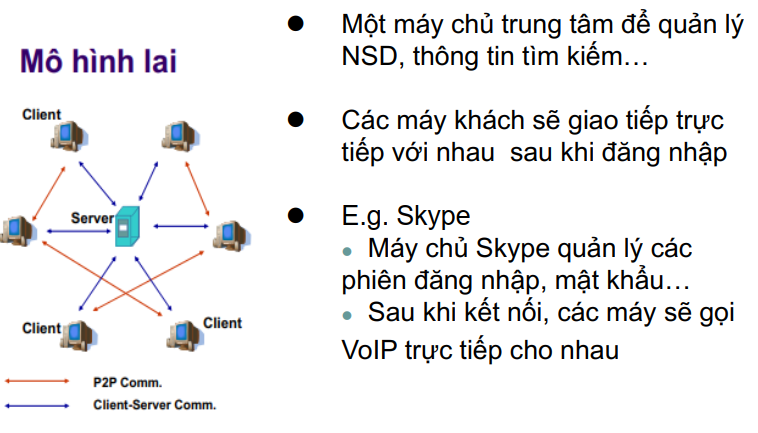 Mô hình lai
Client
Server
Client
Client
P2P Comm.
Client-Server Comm.
● Một máy chủ trung tâm để quản lý
NSD, thông tin tìm kiếm…
● Các máy khách sẽ giao tiếp trực
tiếp với nhau sau khi đăng nhập
● E.g. Skype
● Máy chủ Skype quản lý các
phiên đăng nhập, mật khẩu…
● Sau khi kết nối, các máy sẽ gọi
VoIP trực tiếp cho nhau